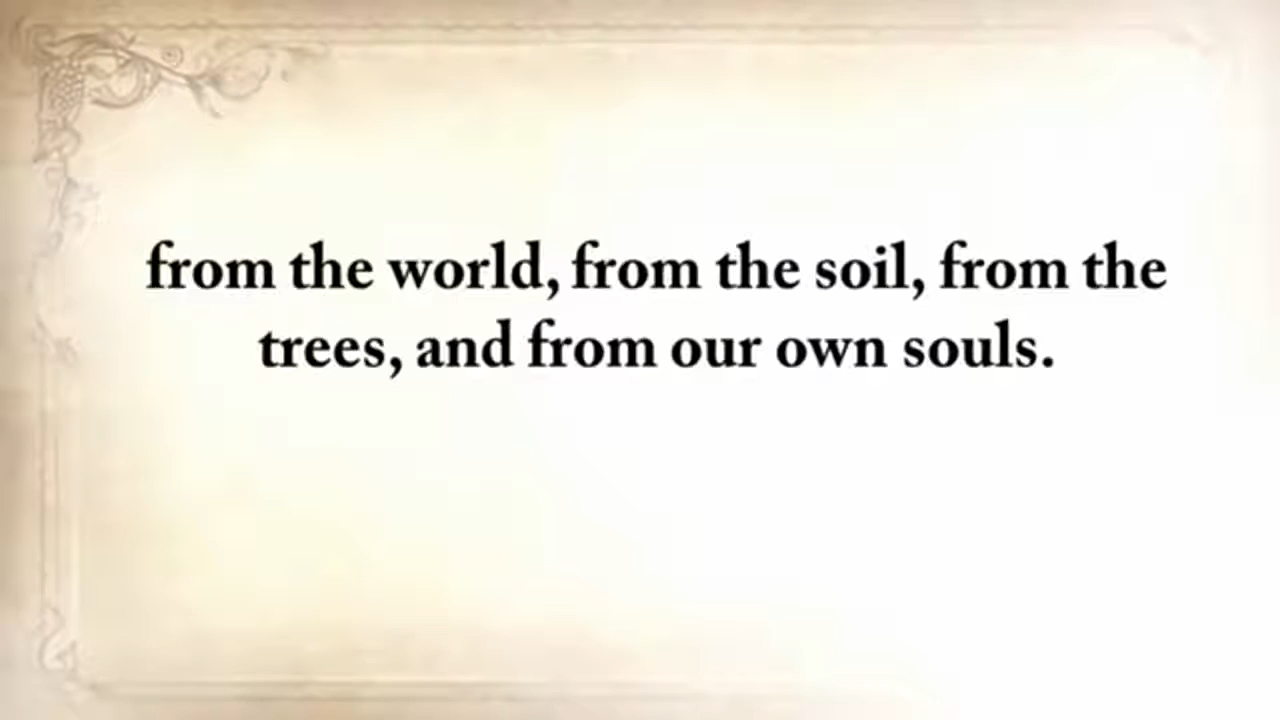 from the world, from the soil, from the
trees, and from our own souls.